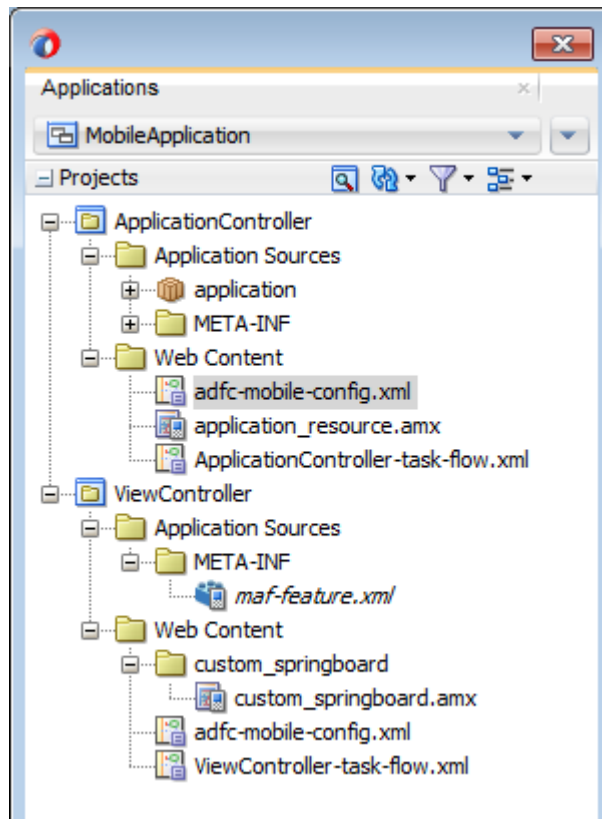 Applications
MobileApplication
Projects
ApplicationController
Application Sources
application
META-INF
Web Content
adfc-mobile-config.xml
application_resource.amx
ApplicationController-task-flow.xml
ViewController
Application Sources
META-INF
maf-feature.xml
Web Content
custom_springboard
custom_springboard.amx
adfc-mobile-config.xml
ViewController-task-flow.xml